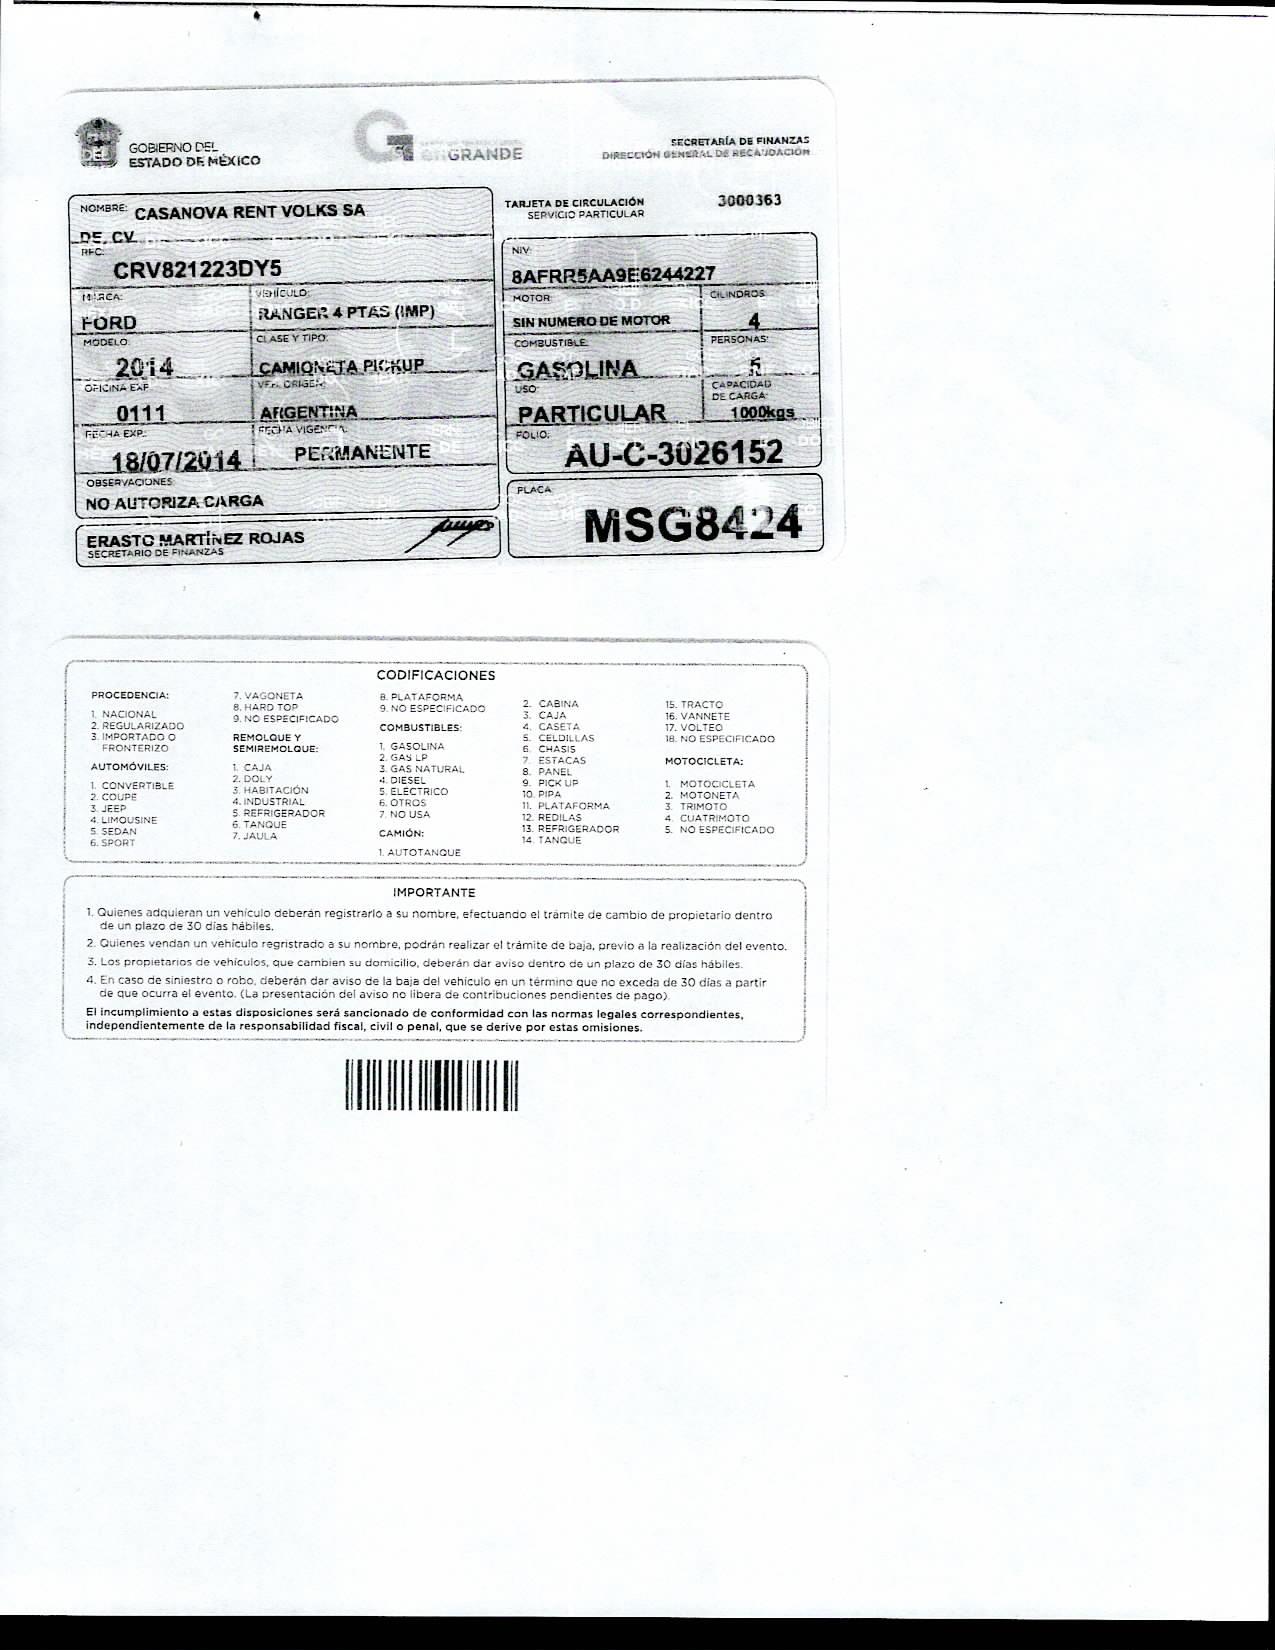 GOBIERNO DEL
ESTADO DE MÉXICO
enGRANDE
SECRETARÍA DE FINANZAS
DIRECCIÓN GENERAL DE RECAUDACIÓN
TARJETA DE CIRCULACIÓN
SERVICIO PARTICULAR
3000363
NOMBRE: CASANOVA RENT VOLKS SA
DE CV
RFC:
CRV821223DY5
MARCA:
FORD
VEHÍCULO:
RANGER 4 PTAS (IMP)
MODELO:
2014
CLASE Y TIPO:
CAMIONETA PICKUP
OFICINA EXP.
0111
VEH. ORIGEN:
ARGENTINA
FECHA EXP.:
18/07/2014
FECHA VIGENCIA:
PERMANENTE
OBSERVACIONES
NO AUTORIZA CARGA
ERASTO MARTÍNEZ ROJAS
SECRETARIO DE FINANZAS
NIV:
8AFRR5AA9E6244227
MOTOR:
SIN NUMERO DE MOTOR
CILINDROS:
4
COMBUSTIBLE:
GASOLINA
PERSONAS:
5
USO:
PARTICULAR
CAPACIDAD
DE CARGA:
1000kgs
FOLIO:
AU-C-3026152
PLACA
MSG8424
CODIFICACIONES
PROCEDENCIA:
1. NACIONAL
2. REGULARIZADO
3. IMPORTADO O
FRONTERIZO
AUTOMÓVILES:
1. CONVERTIBLE
2. COUPE
3. JEEP
4. LIMOUSINE
5. SEDAN
6. SPORT
7. VAGONETA
8. HARD TOP
9. NO ESPECIFICADO
REMOLQUE Y
SEMIREMOLQUE:
1. CAJA
2. DOLY
3. HABITACIÓN
4. INDUSTRIAL
5. REFRIGERADOR
6. TANQUE
7. JAULA
8. PLATAFORMA
9. NO ESPECIFICADO
COMBUSTIBLES:
1. GASOLINA
2. GAS LP
3. GAS NATURAL
4. DIESEL
5. ELÉCTRICO
6. OTROS
7. NO USA
CAMIÓN:
1. AUTOTANQUE
2. CABINA
3. CAJA
4. CASETA
5. CELDILLAS
6. CHASIS
7. ESTACAS
8. PANEL
9. PICK UP
10. PIPA
11. PLATAFORMA
12. REDILAS
13. REFRIGERADOR
14. TANQUE
15. TRACTO
16. VANNETE
17. VOLTEO
18. NO ESPECIFICADO
MOTOCICLETA:
1. MOTOCICLETA
2. MOTONETA
3. TRIMOTO
4. CUATRIMOTO
5. NO ESPECIFICADO
IMPORTANTE
1. Quienes adquieran un vehículo deberán registrarlo a su nombre, efectuando el trámite de cambio de propietario dentro
de un plazo de 30 días hábiles.
2. Quienes vendan un vehículo regristrado a su nombre, podrán realizar el trámite de baja, previo a la realización del evento.
3. Los propietarios de vehículos, que cambien su domicilio, deberán dar aviso dentro de un plazo de 30 días hábiles.
4. En caso de siniestro o robo, deberán dar aviso de la baja del vehículo en un término que no exceda de 30 días a partir
de que ocurra el evento. (La presentación del aviso no libera de contribuciones pendientes de pago).
El incumplimiento a estas disposiciones será sancionado de conformidad con las normas legales correspondientes,
independientemente de la responsabilidad fiscal, civil o penal, que se derive por estas omisiones.